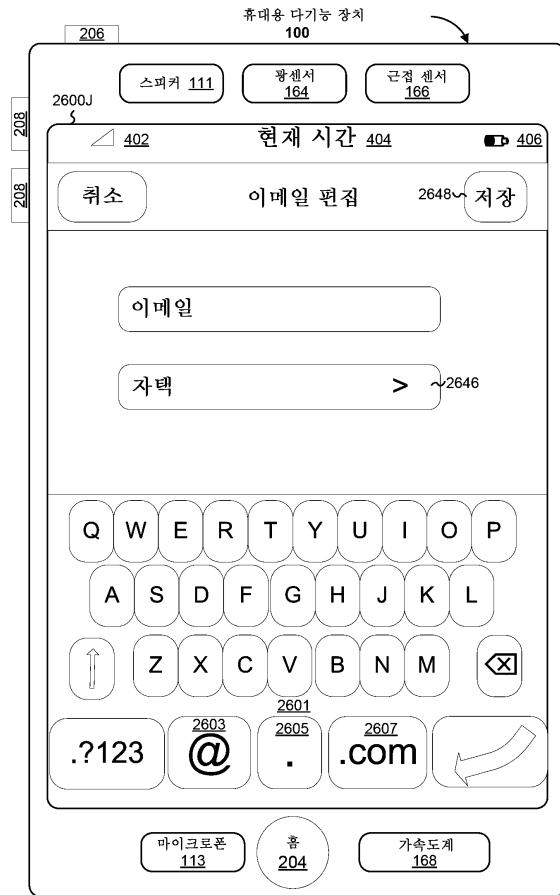 휴대용 다기능 장치
100
206
스피커 111
광센서
164
근접 센서
166
2600J
208
208
402
현재 시간 404
406
취소
이메일 편집
2648
저장
이메일
자택 >
2646
Q W E R T Y U I O P
A S D F G H J K L
Z X C V B N M
2601
.?123
2603
@
2605
.
2607
.com
마이크로폰
113
홈
204
가속도계
168